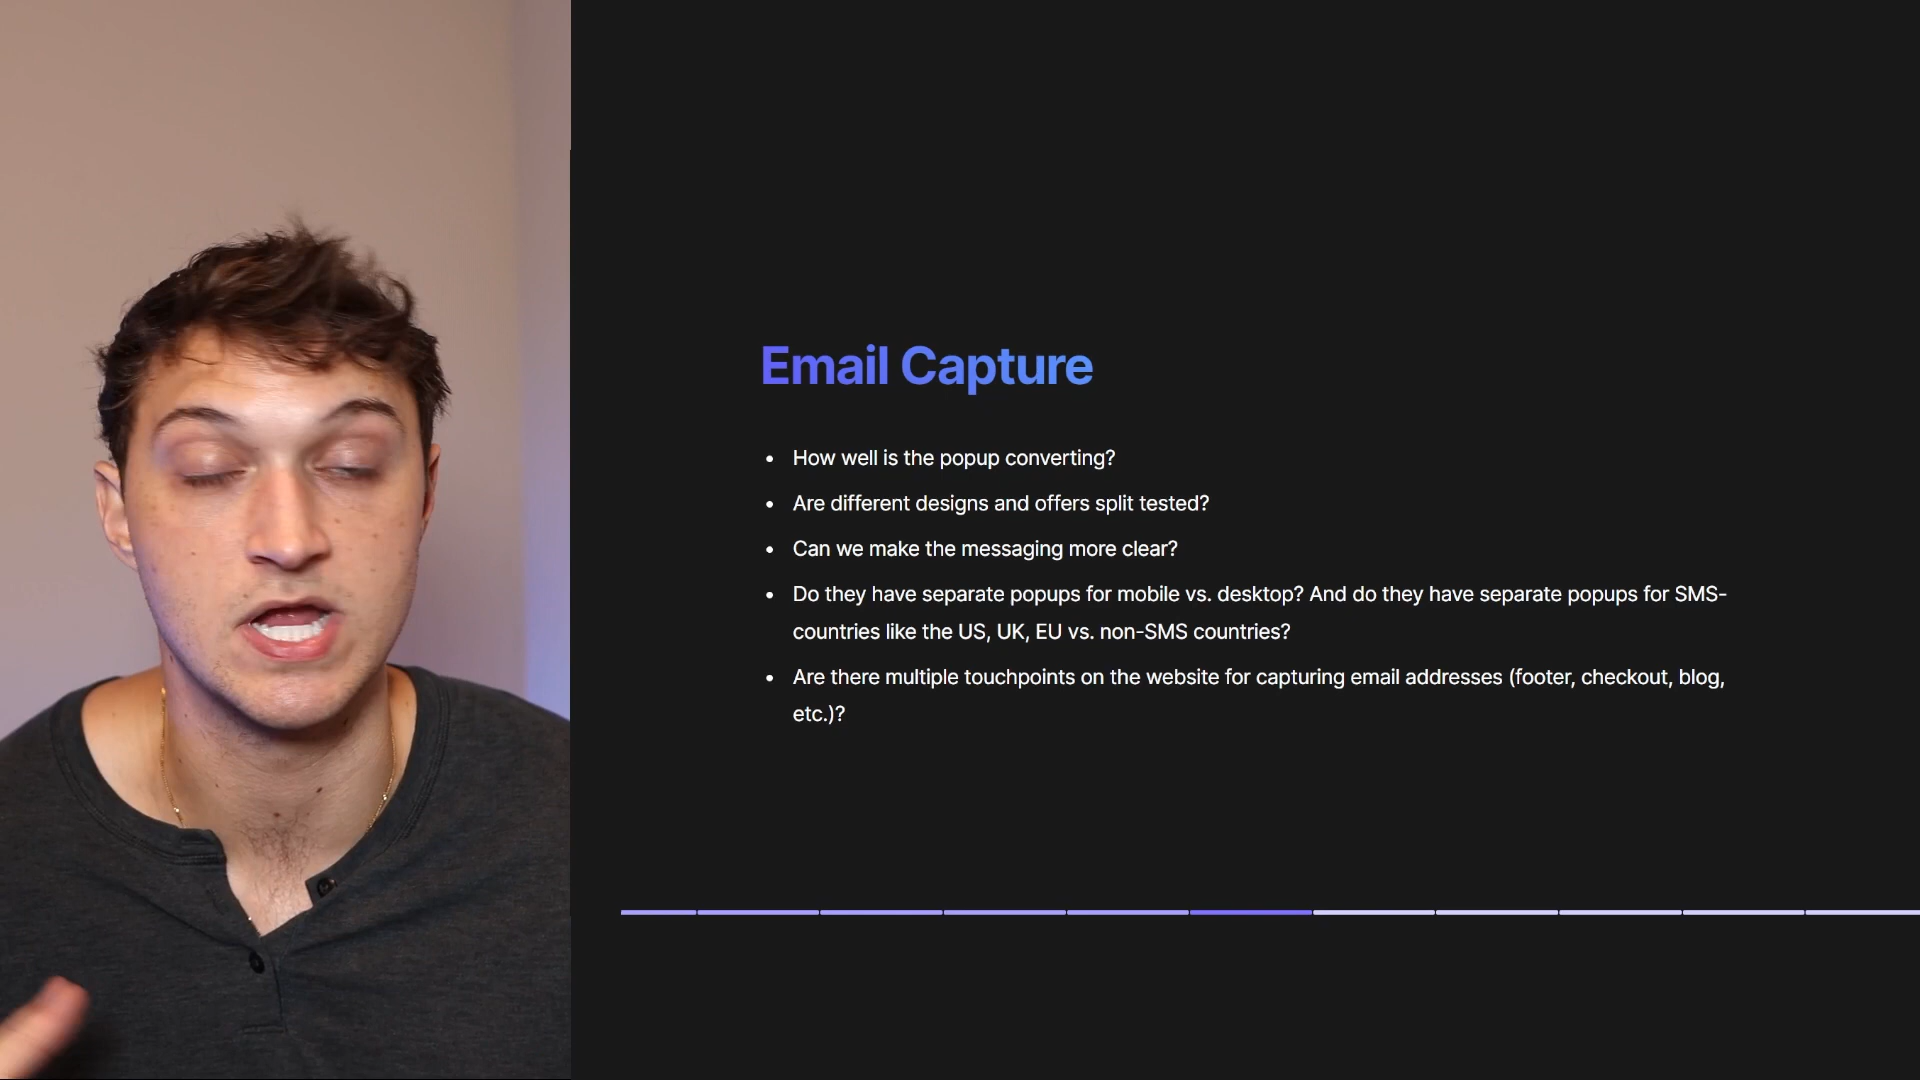 Email Capture
How well is the popup converting?
Are different designs and offers split tested?
Can we make the messaging more clear?
Do they have separate popups for mobile vs. desktop? And do they have separate popups for SMS-
countries like the US, UK, EU vs. non-SMS countries?
Are there multiple touchpoints on the website for capturing email addresses (footer, checkout, blog,
etc.)?